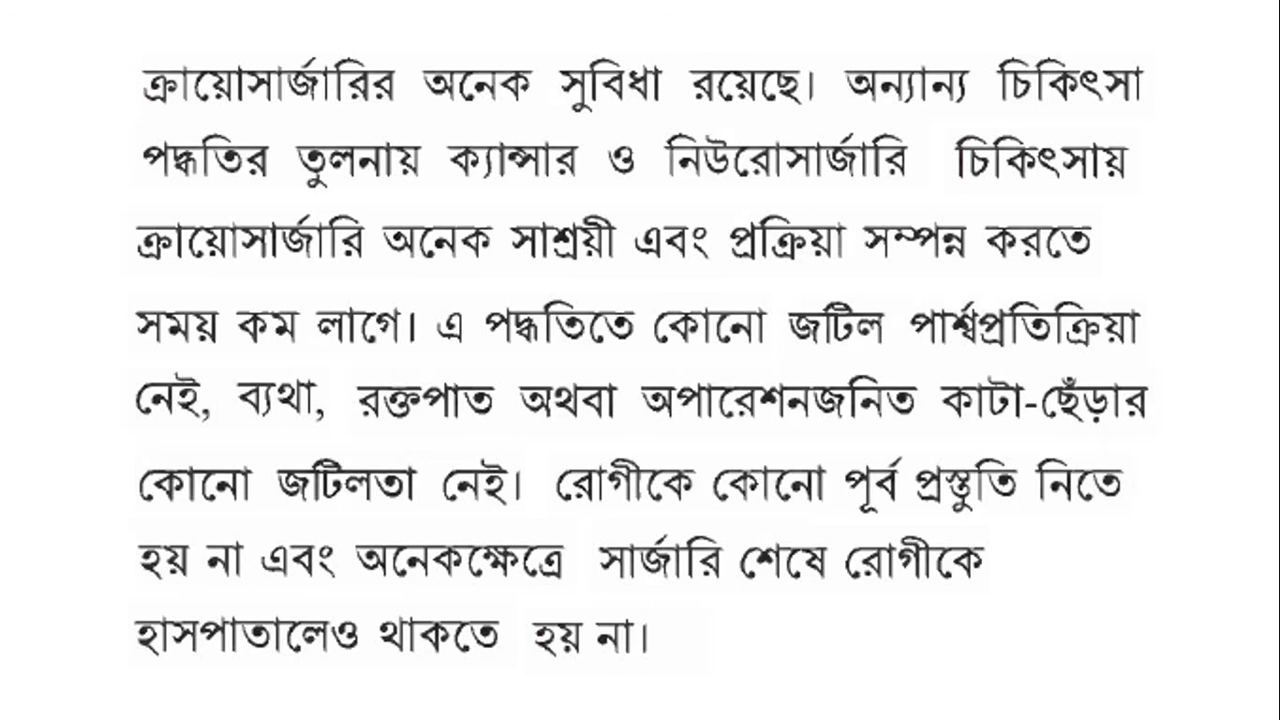 ক্রায়োসার্জারির অনেক সুবিধা রয়েছে। অন্যান্য চিকিৎসা
পদ্ধতির তুলনায় ক্যান্সার ও নিউরোসার্জারি চিকিৎসায়
ক্রায়োসার্জারি অনেক সাশ্রয়ী এবং প্রক্রিয়া সম্পন্ন করতে
সময় কম লাগে। এ পদ্ধতিতে কোনো জটিল পার্শ্বপ্রতিক্রিয়া
নেই, ব্যথা, রক্তপাত অথবা অপারেশনজনিত কাটা-ছেঁড়ার
কোনো জটিলতা নেই। রোগীকে কোনো পূর্ব প্রস্তুতি নিতে
হয় না এবং অনেকক্ষেত্রে সার্জারি শেষে রোগীকে
হাসপাতালেও থাকতে হয় না।